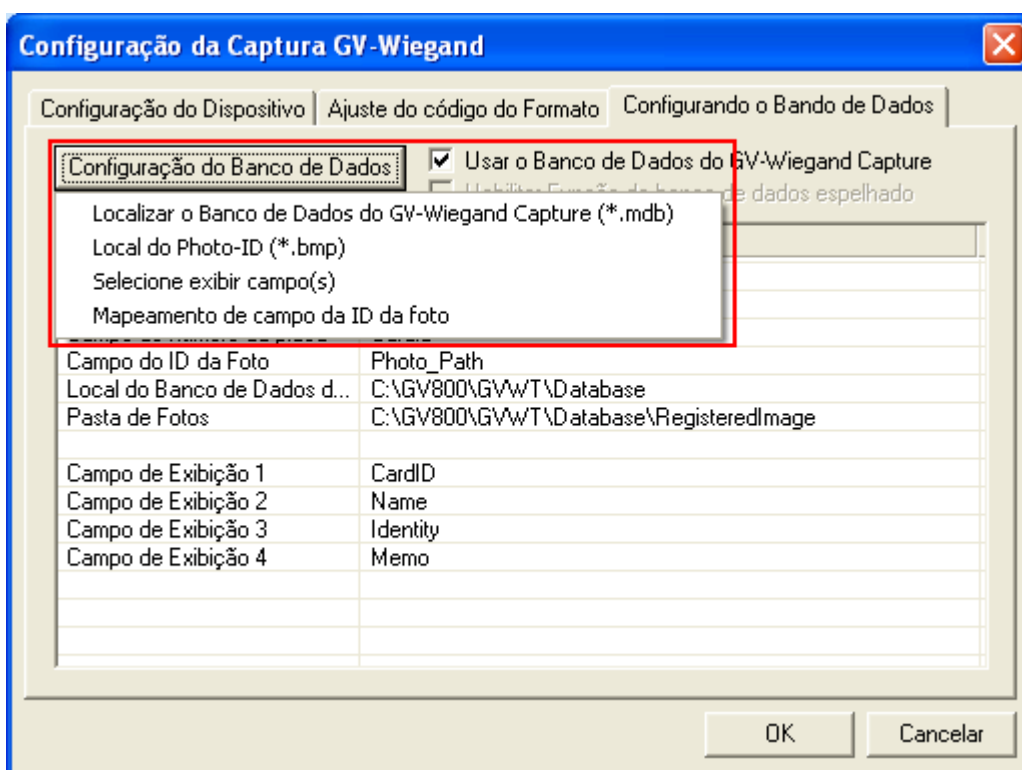 Configuração da Captura GV-Wiegand
Configuração do Dispositivo Ajuste do código do Formato Configurando o Bando de Dados
Configuração do Banco de Dados Usar o Banco de Dados do GV-Wiegand Capture
de dados espelhado
Localizar o Banco de Dados do GV-Wiegand Capture (*.mdb)
Local do Photo-ID (*.bmp)
Selecione exibir campo(s)
Mapeamento de campo da ID da foto
Campo do ID da Foto Photo_Path
Local do Banco de Dados d... C:\GV800\GVWT\Database
Pasta de Fotos C:\GV800\GVWT\Database\RegisteredImage
Campo de Exibição 1 CardID
Campo de Exibição 2 Name
Campo de Exibição 3 Identity
Campo de Exibição 4 Memo
OK Cancelar